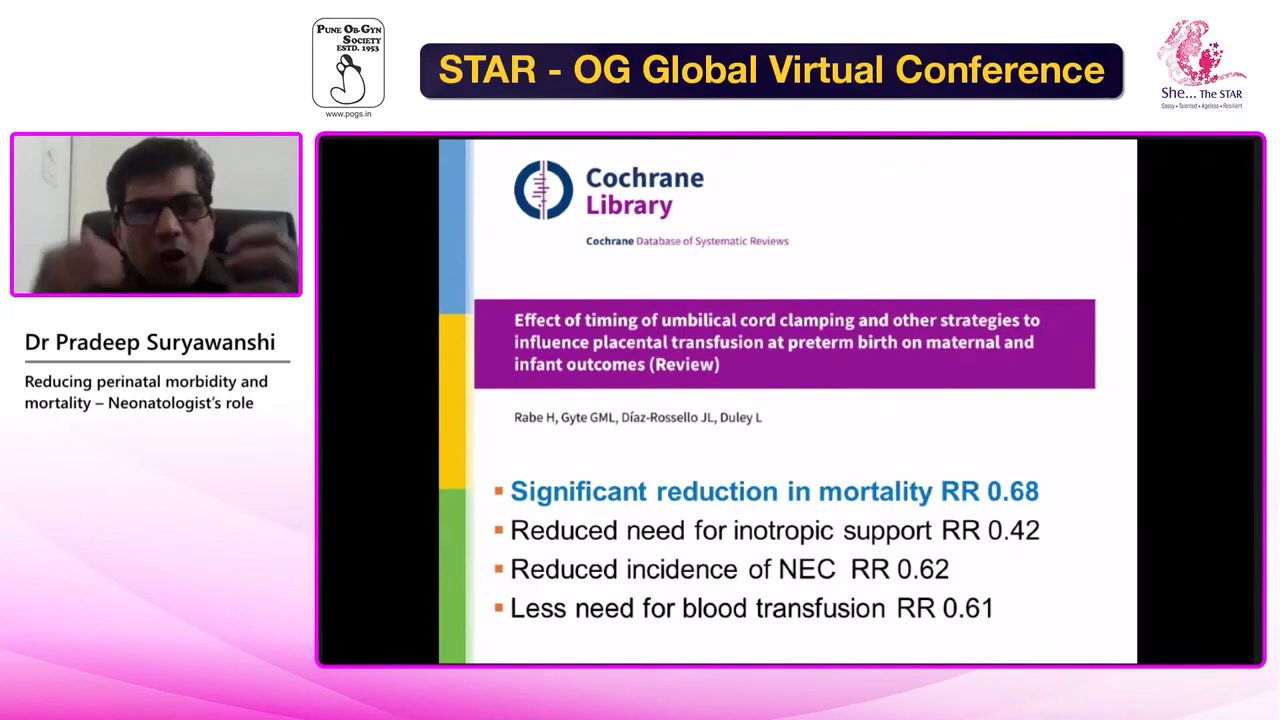 PUNE OB-GYN
SOCIETY
ESTD. 1953
www.pogs.in
STAR - OG Global Virtual Conference
She... The STAR
Sassy • Talented • Ageless • Resilient
Dr Pradeep Suryawanshi
Reducing perinatal morbidity and
mortality – Neonatologist's role
Cochrane
Library
Cochrane Database of Systematic Reviews
Effect of timing of umbilical cord clamping and other strategies to
influence placental transfusion at preterm birth on maternal and
infant outcomes (Review)
Rabe H, Gyte GML, Díaz-Rossello JL, Duley L
▪ Significant reduction in mortality RR 0.68
▪ Reduced need for inotropic support RR 0.42
▪ Reduced incidence of NEC RR 0.62
▪ Less need for blood transfusion RR 0.61